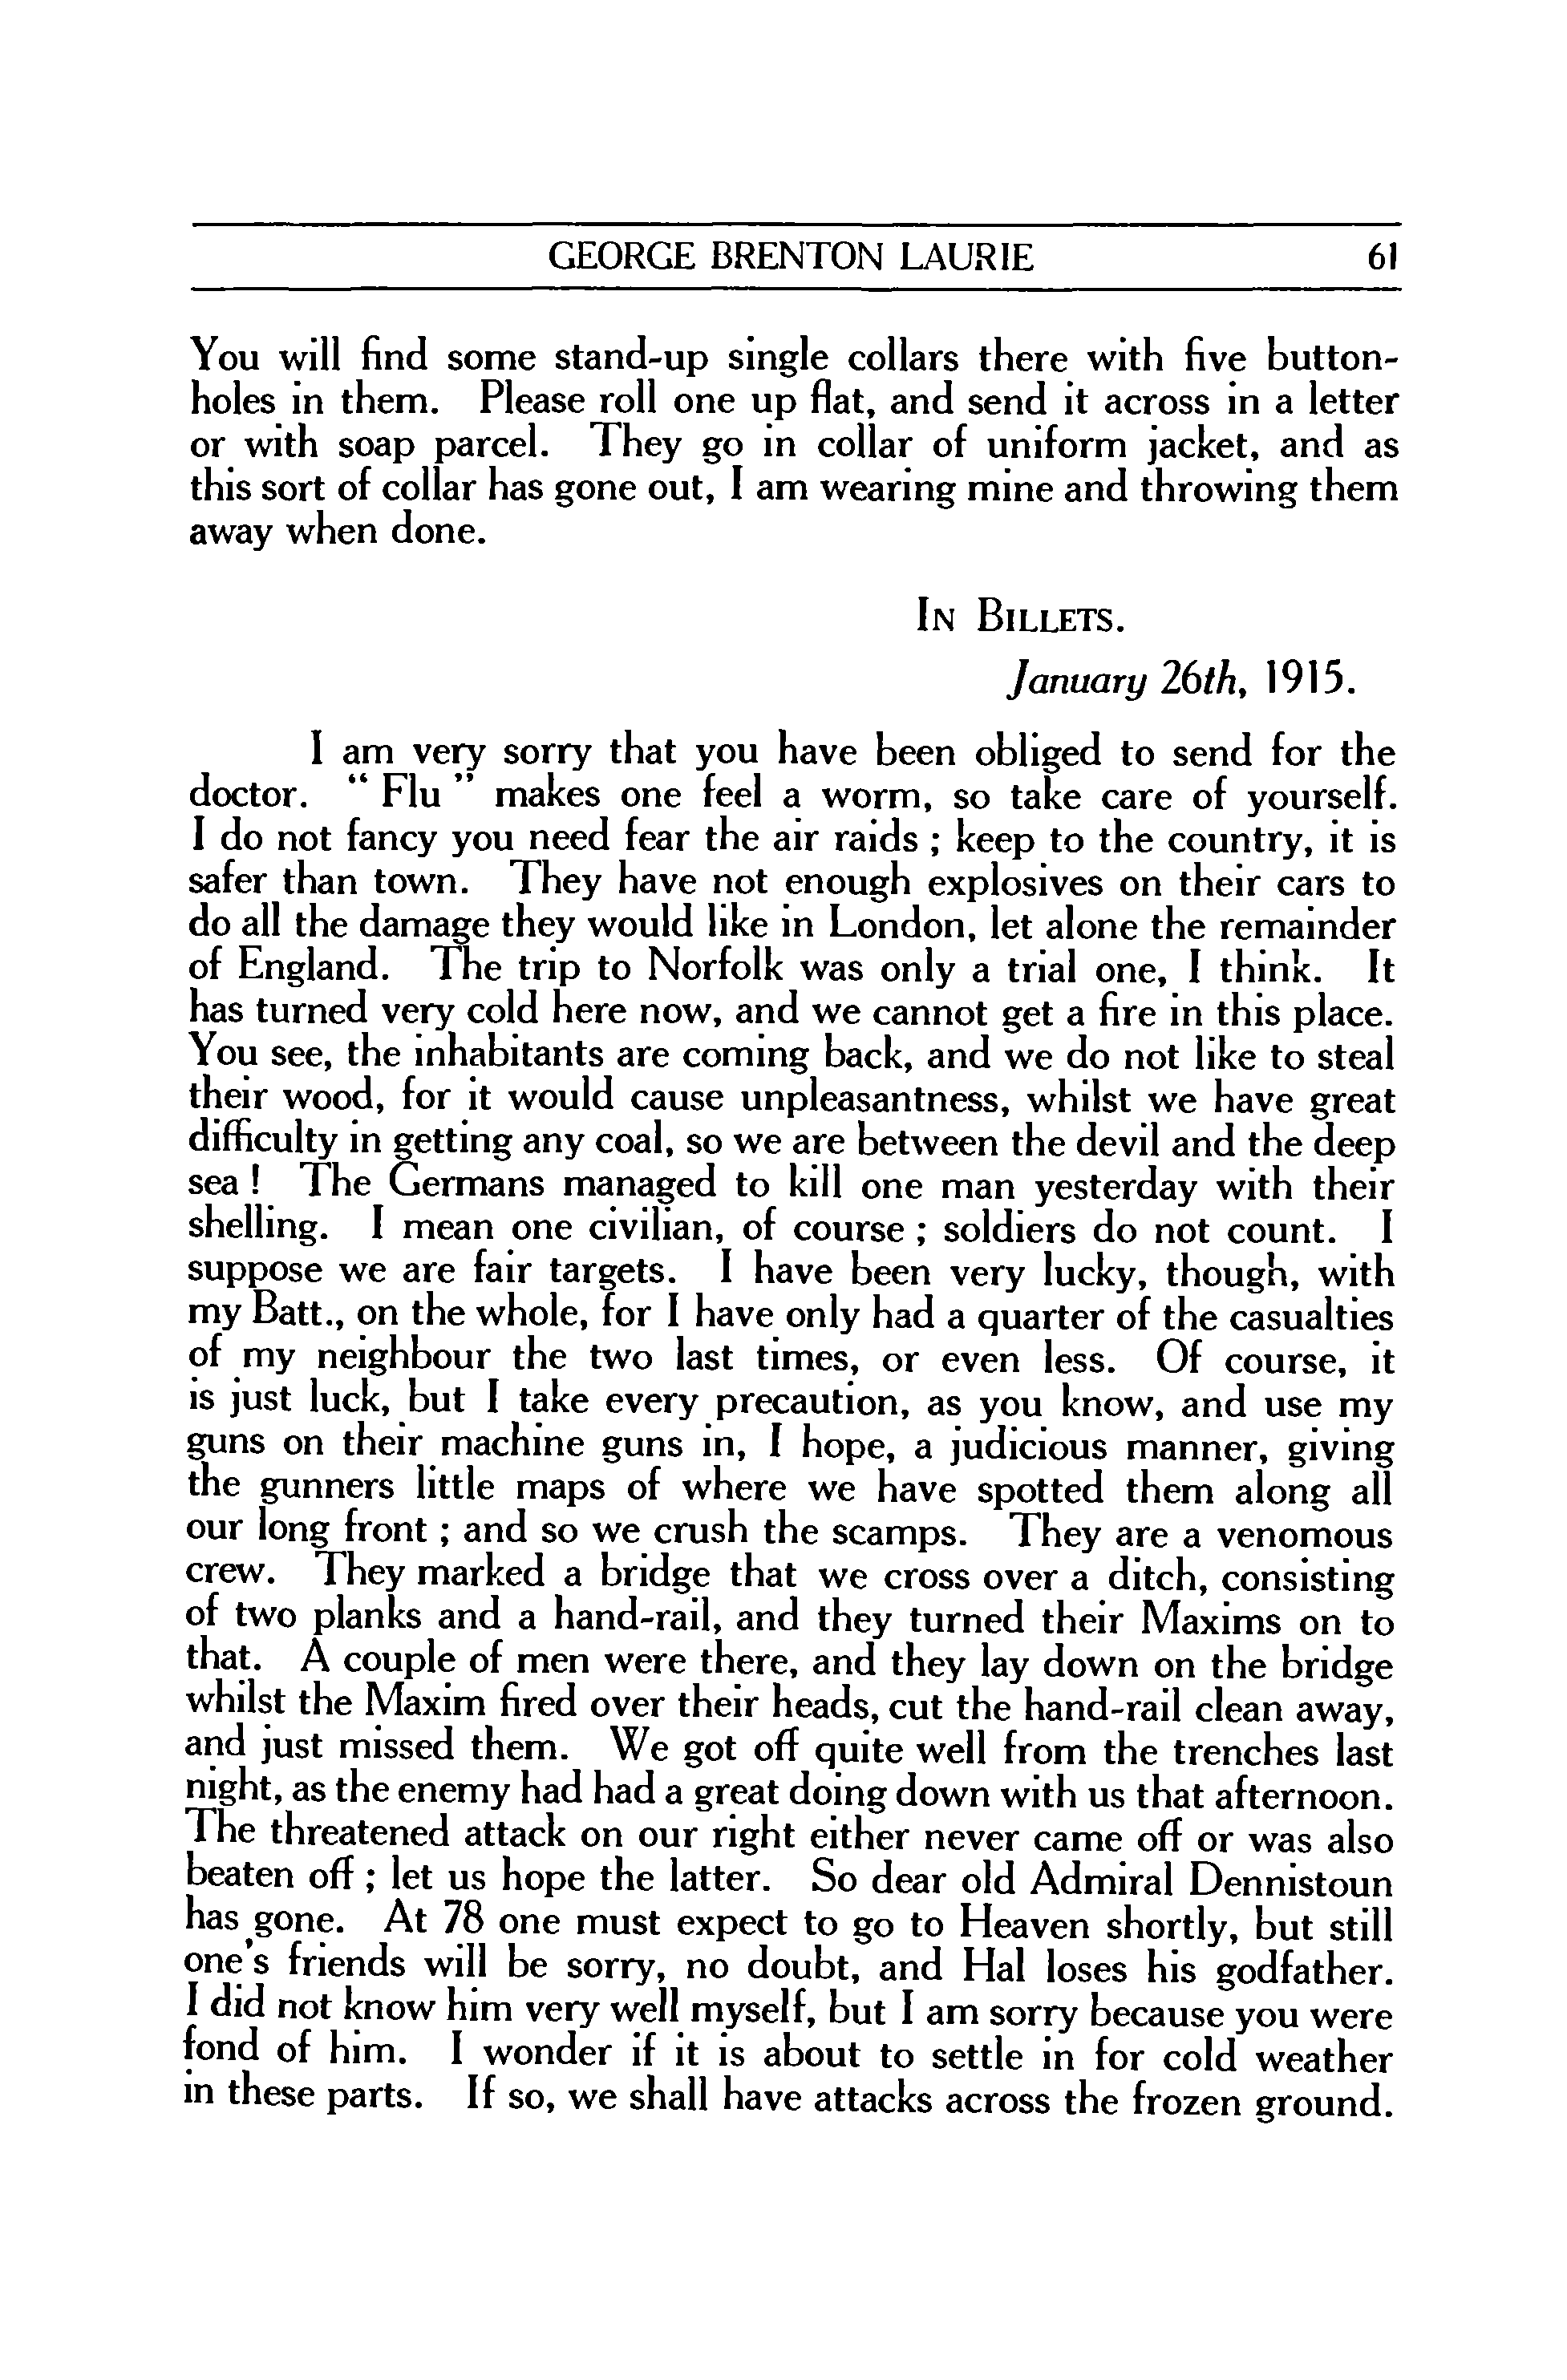 GEORGE BRENTON LAURIE 61
You will find some stand-up single collars there with five button-
holes in them. Please roll one up flat, and send it across in a letter
or with soap parcel. They go in collar of uniform jacket, and as
this sort of collar has gone out, I am wearing mine and throwing them
away when done.
In Billets.
January 26th, 1915.
I am very sorry that you have been obliged to send for the
doctor. “ Flu ” makes one feel a worm, so take care of yourself.
I do not fancy you need fear the air raids ; keep to the country, it is
safer than town. They have not enough explosives on their cars to
do all the damage they would like in London, let alone the remainder
of England. The trip to Norfolk was only a trial one, I think. It
has turned very cold here now, and we cannot get a fire in this place.
You see, the inhabitants are coming back, and we do not like to steal
their wood, for it would cause unpleasantness, whilst we have great
difficulty in getting any coal, so we are between the devil and the deep
sea ! The Germans managed to kill one man yesterday with their
shelling. I mean one civilian, of course ; soldiers do not count. I
suppose we are fair targets. I have been very lucky, though, with
my Batt., on the whole, for I have only had a quarter of the casualties
of my neighbour the two last times, or even less. Of course, it
is just luck, but I take every precaution, as you know, and use my
guns on their machine guns in, I hope, a judicious manner, giving
the gunners little maps of where we have spotted them along all
our long front ; and so we crush the scamps. They are a venomous
crew. They marked a bridge that we cross over a ditch, consisting
of two planks and a hand-rail, and they turned their Maxims on to
that. A couple of men were there, and they lay down on the bridge
whilst the Maxim fired over their heads, cut the hand-rail clean away,
and just missed them. We got off quite well from the trenches last
night, as the enemy had had a great doing down with us that afternoon.
The threatened attack on our right either never came off or was also
beaten off ; let us hope the latter. So dear old Admiral Dennistoun
has gone. At 78 one must expect to go to Heaven shortly, but still
one's friends will be sorry, no doubt, and Hal loses his godfather.
I did not know him very well myself, but I am sorry because you were
fond of him. I wonder if it is about to settle in for cold weather
in these parts. If so, we shall have attacks across the frozen ground.